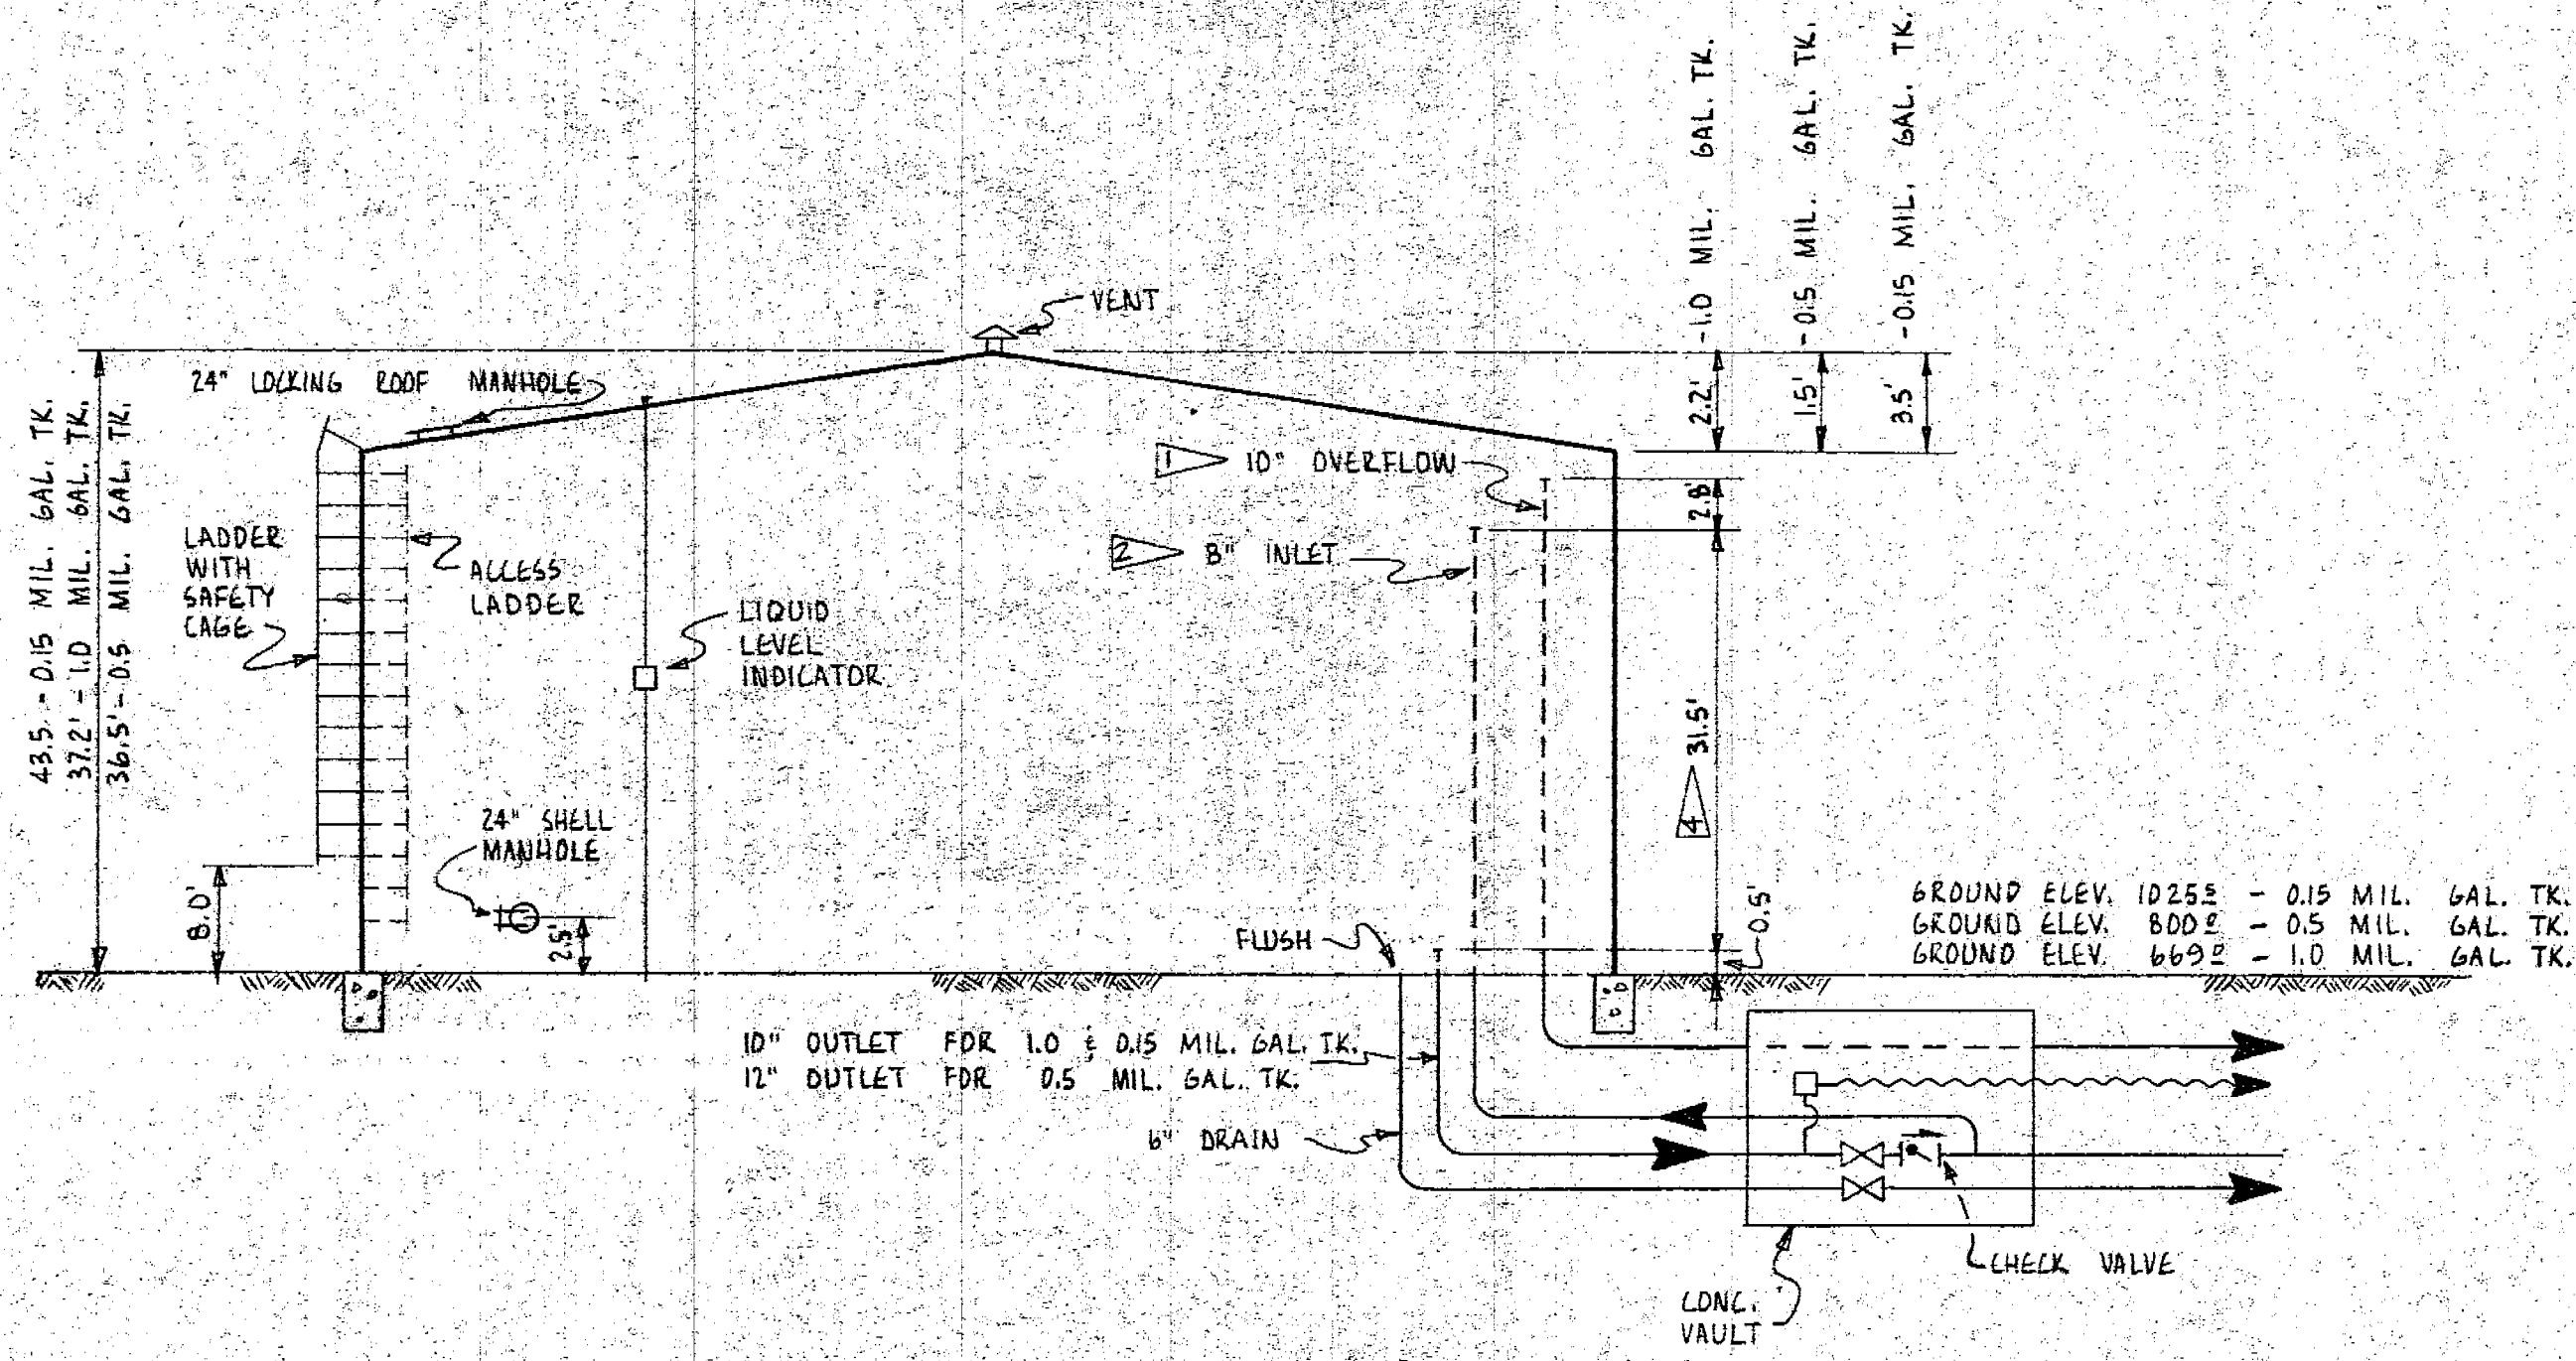 -1.0 MIL. GAL. TK.
-0.5 MIL. GAL. TK.
-0.15 MIL. GAL. TK.
VENT
24" LOCKING ROOF MANHOLE
2.2'
1.5'
3.5'
43.5 - 0.15 MIL. GAL. TK.
37.2' - 1.0 MIL. GAL. TK.
36.5' - 0.5 MIL. GAL. TK.
1
10" OVERFLOW
2.8'
LADDER
WITH
SAFETY
CAGE
ACCESS
LADDER
2
8" INLET
LIQUID
LEVEL
INDICATOR
31.5'
4
24" SHELL
MANHOLE
8.0'
2.5'
FLUSH
0.5'
GROUND ELEV. 1025.5 - 0.15 MIL. GAL. TK.
GROUND ELEV. 800.0 - 0.5 MIL. GAL. TK.
GROUND ELEV. 669.0 - 1.0 MIL. GAL. TK.
10" OUTLET FOR 1.0 & 0.15 MIL. GAL. TK.
12" OUTLET FOR 0.5 MIL. GAL. TK.
6" DRAIN
CHECK VALVE
CONC.
VAULT